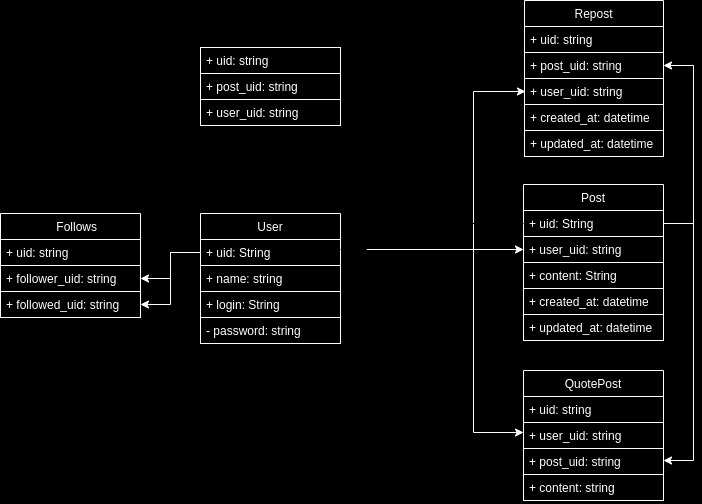 Repost
+ uid: string
+ post_uid: string
+ user_uid: string
+ created_at: datetime
+ updated_at: datetime
+ uid: string
+ post_uid: string
+ user_uid: string
Follows
+ uid: string
+ follower_uid: string
+ followed_uid: string
User
+ uid: String
+ name: string
+ login: String
- password: string
Post
+ uid: String
+ user_uid: string
+ content: String
+ created_at: datetime
+ updated_at: datetime
QuotePost
+ uid: string
+ user_uid: string
+ post_uid: string
+ content: string